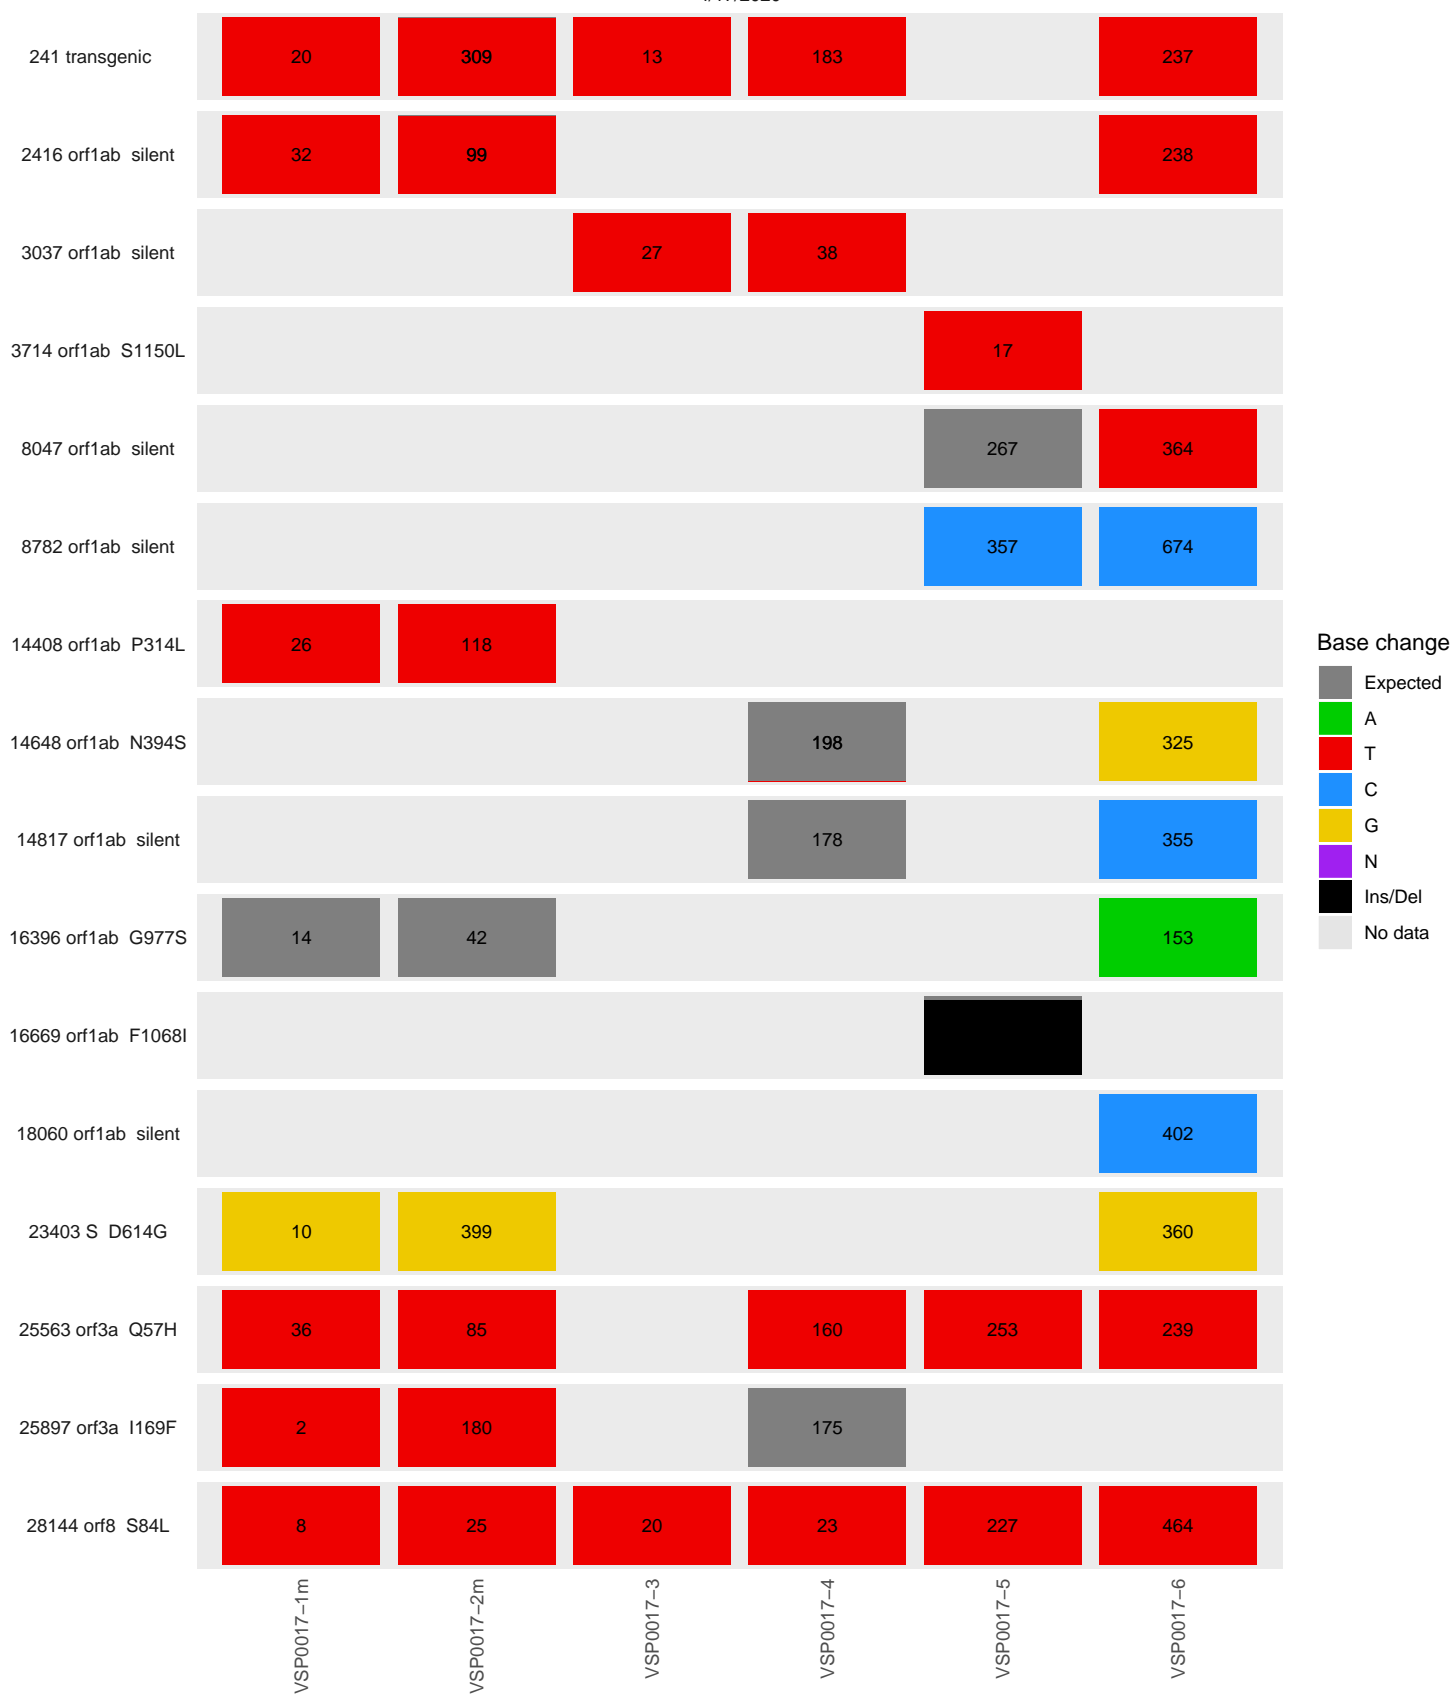 241 transgenic 20 309 13 183 237
2416 orf1ab silent 32 99 238
3037 orf1ab silent 27 38
3714 orf1ab S1150L 17
8047 orf1ab silent 267 364
8782 orf1ab silent 357 674
14408 orf1ab P314L 26 118
Base change
Expected
A
T
C
G
N
Ins/Del
No data
14648 orf1ab N394S 198 325
14817 orf1ab silent 178 355
16396 orf1ab G977S 14 42 153
16669 orf1ab F1068I
18060 orf1ab silent 402
23403 S D614G 10 399 360
25563 orf3a Q57H 36 85 160 253 239
25897 orf3a I169F 2 180 175
28144 orf8 S84L 8 25 20 23 227 464
VSP0017-1m
VSP0017-2m
VSP0017-3
VSP0017-4
VSP0017-5
VSP0017-6